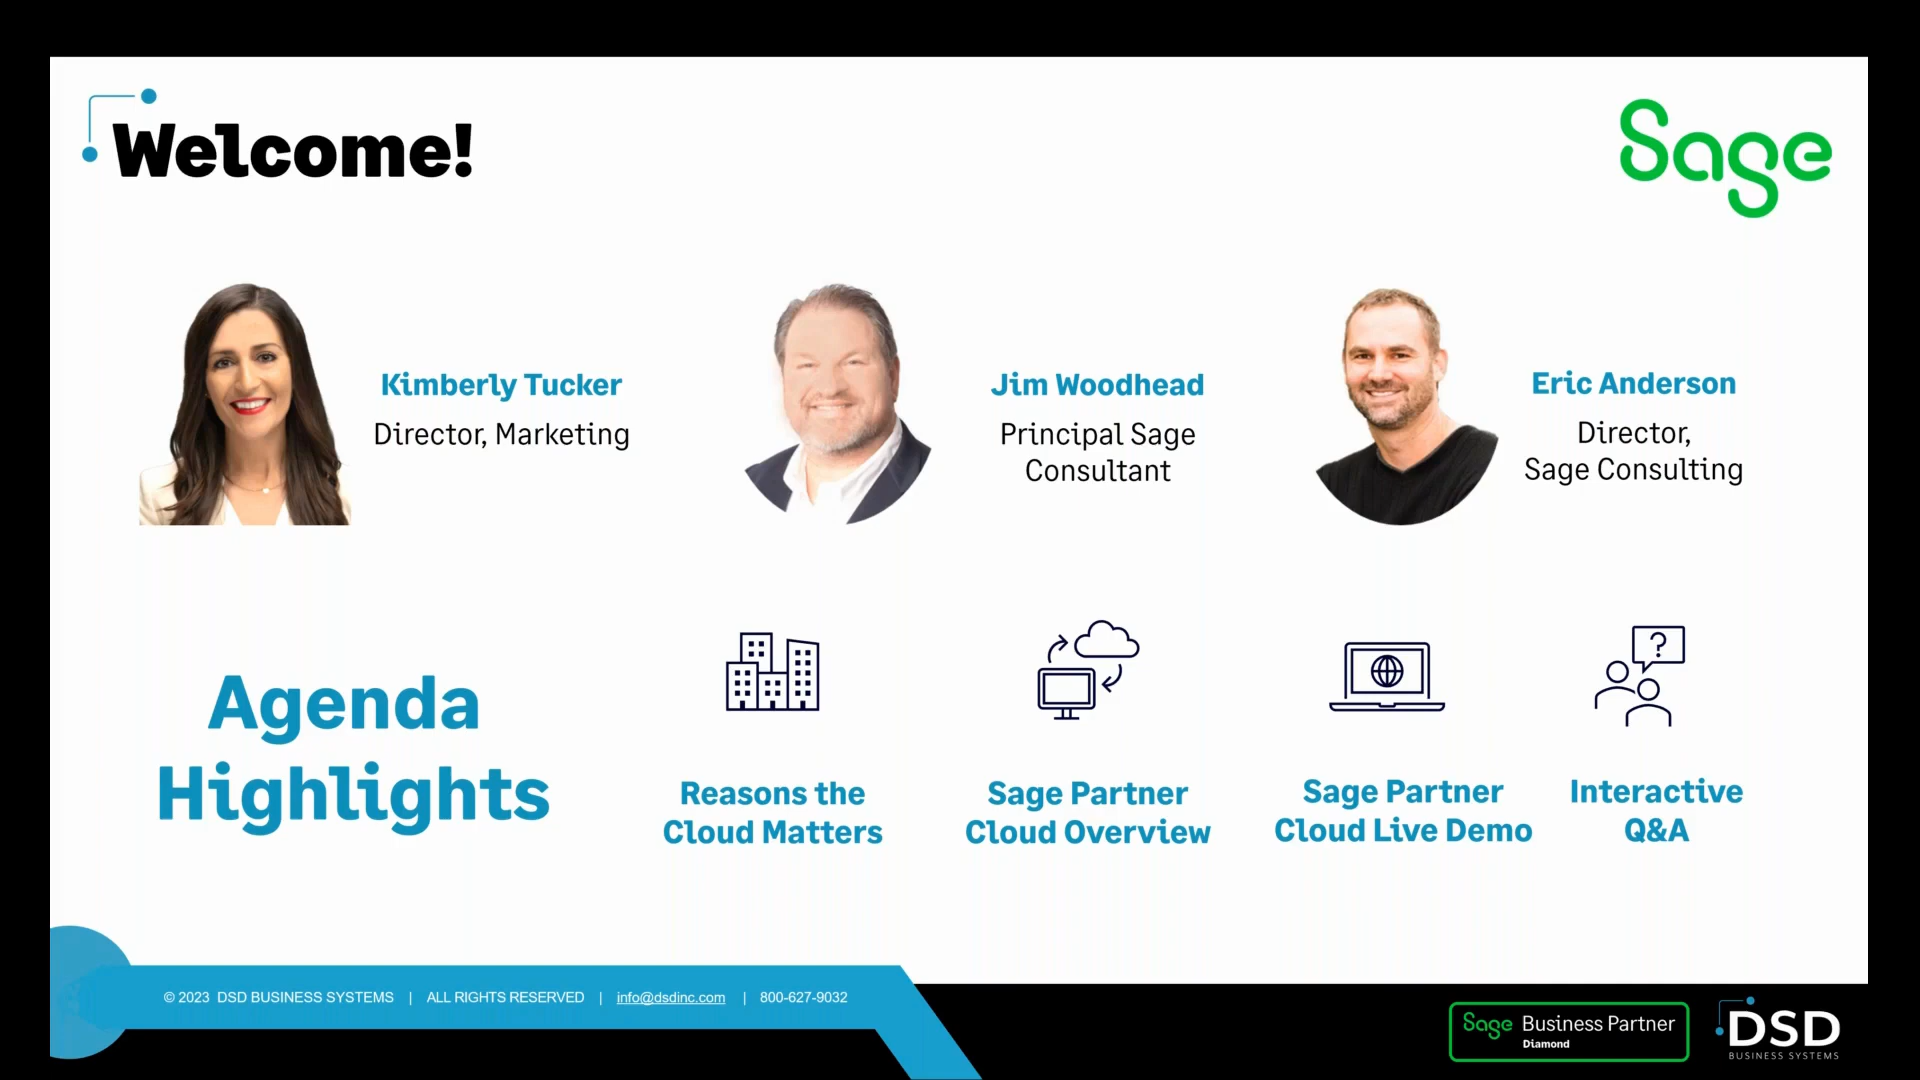 Welcome!
Sage
Kimberly Tucker
Director, Marketing
Jim Woodhead
Principal Sage
Consultant
Eric Anderson
Director,
Sage Consulting
Agenda
Highlights
?
Reasons the
Cloud Matters
Sage Partner
Cloud Overview
Sage Partner
Cloud Live Demo
Interactive
Q&A
© 2023 DSD BUSINESS SYSTEMS | ALL RIGHTS RESERVED | info@dsdinc.com | 800-627-9032
Sage Business Partner
Diamond
DSD
BUSINESS SYSTEMS